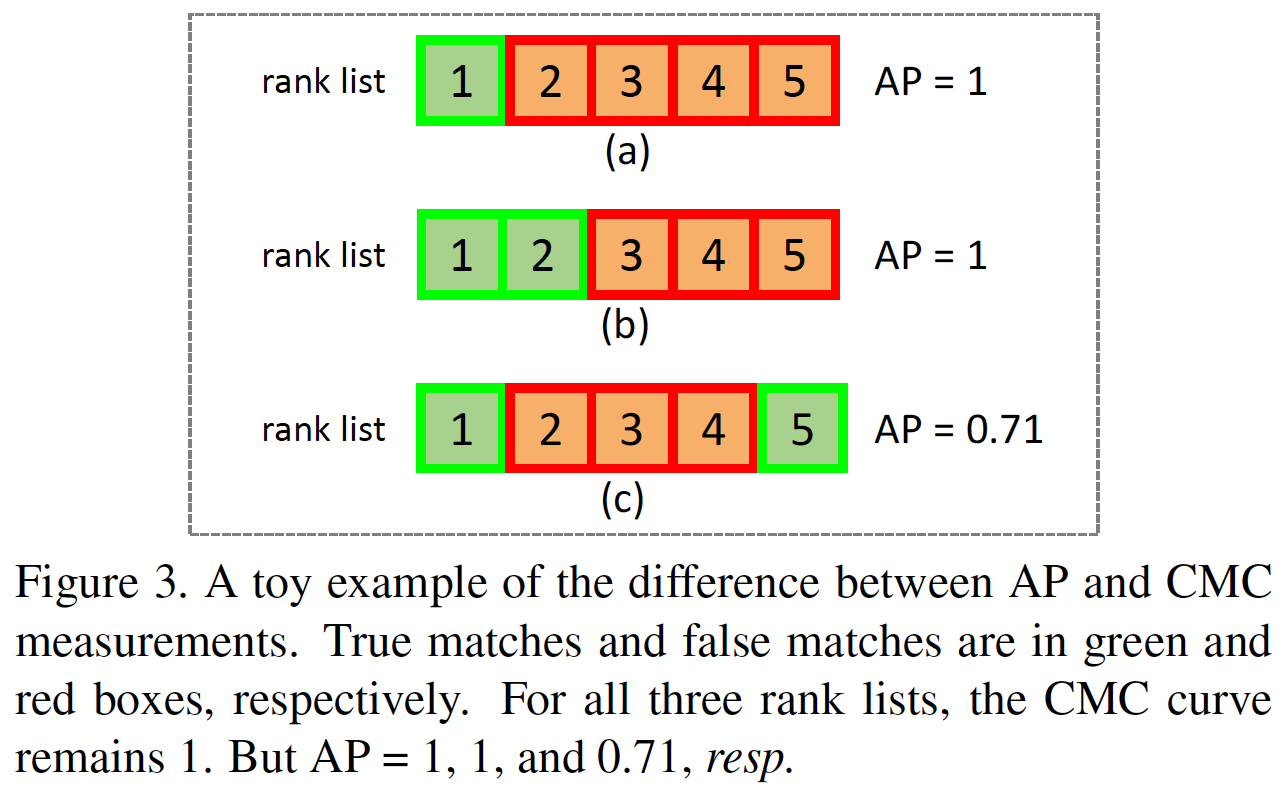 rank list 1 2 3 4 5 AP = 1
(a)
rank list 1 2 3 4 5 AP = 1
(b)
rank list 1 2 3 4 5 AP = 0.71
(c)
Figure 3. A toy example of the difference between AP and CMC
measurements. True matches and false matches are in green and
red boxes, respectively. For all three rank lists, the CMC curve
remains 1. But AP = 1, 1, and 0.71, resp.